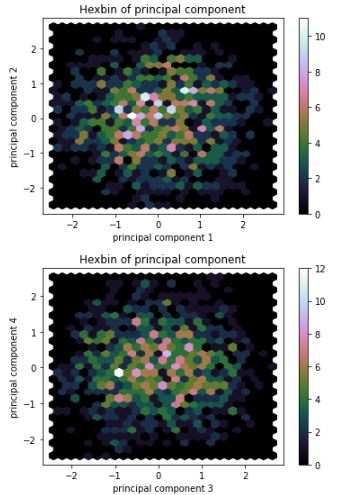 Hexbin of principal component
principal component 2
2
1
0
−1
−2
−2 −1 0 1 2
principal component 1
10
8
6
4
2
0
Hexbin of principal component
principal component 4
2
1
0
−1
−2
−2 −1 0 1 2
principal component 3
12
10
8
6
4
2
0